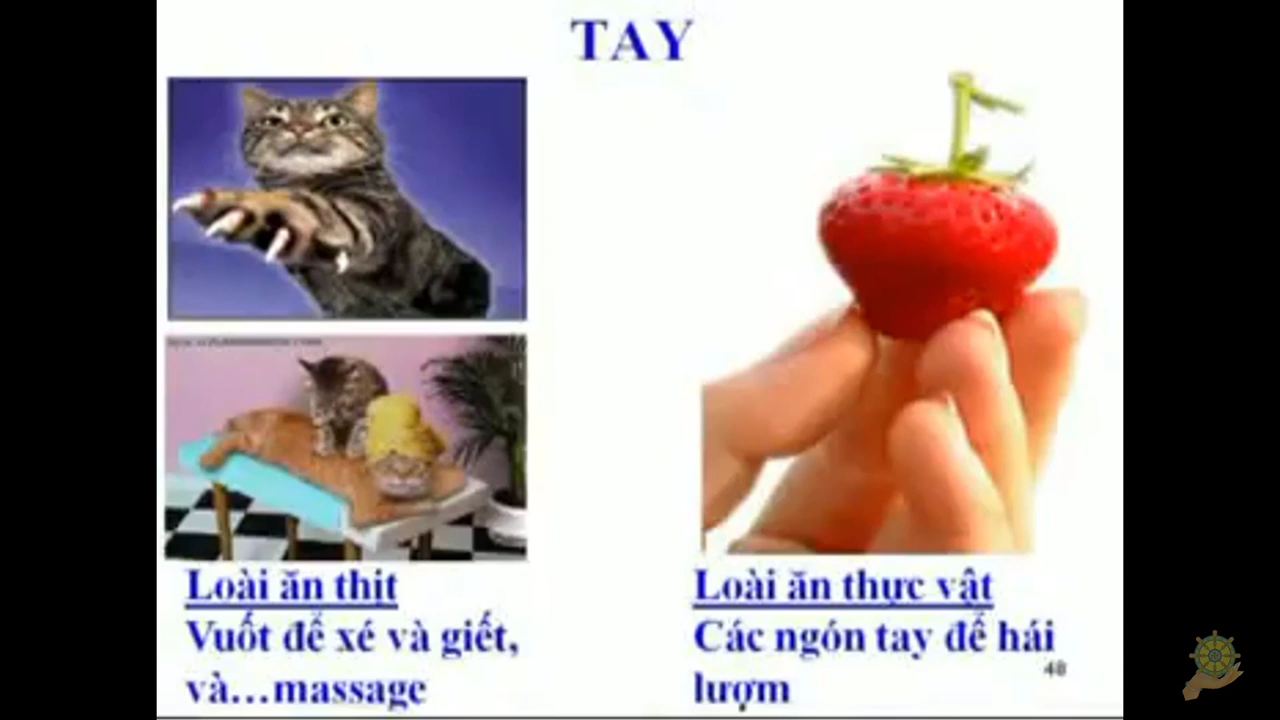 TAY
Loài ăn thịt
Vuốt để xé và giết,
và...massage
Loài ăn thực vật
Các ngón tay để hái
lượm
48